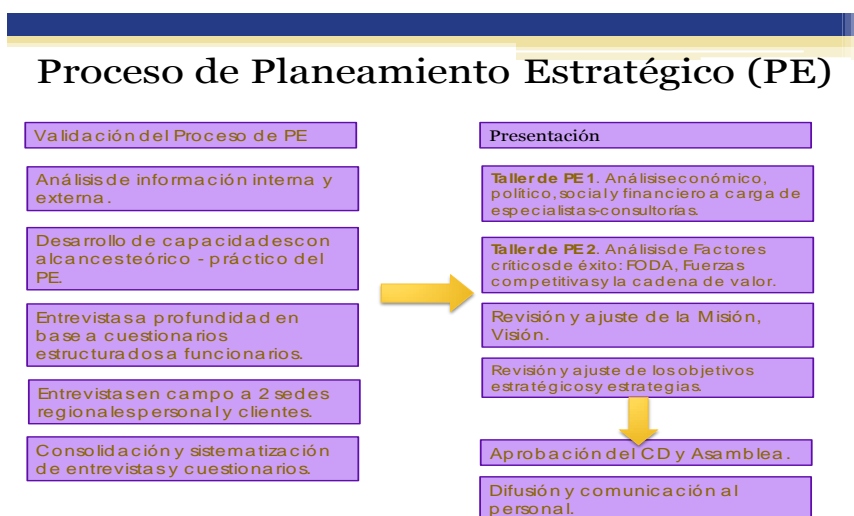 Proceso de Planeamiento Estratégico (PE)
Validación del Proceso de PE
Análisis de información interna y
externa.
Desarrollo de capacidades con
alcances teórico - práctico del
PE.
Entrevistas a profundidad en
base a cuestionarios
estructurados a funcionarios.
Entrevistas en campo a 2 sedes
regionales personal y clientes.
Consolidación y sistematización
de entrevistas y cuestionarios.
Presentación
Taller de PE 1. Análisis económico,
político, social y financiero a carga de
especialistas-consultorías.
Taller de PE 2. Análisis de Factores
críticos de éxito: FODA, Fuerzas
competitivas y la cadena de valor.
Revisión y ajuste de la Misión,
Visión.
Revisión y ajuste de los objetivos
estratégicos y estrategias.
Aprobación del CD y Asamblea.
Difusión y comunicación al
personal.